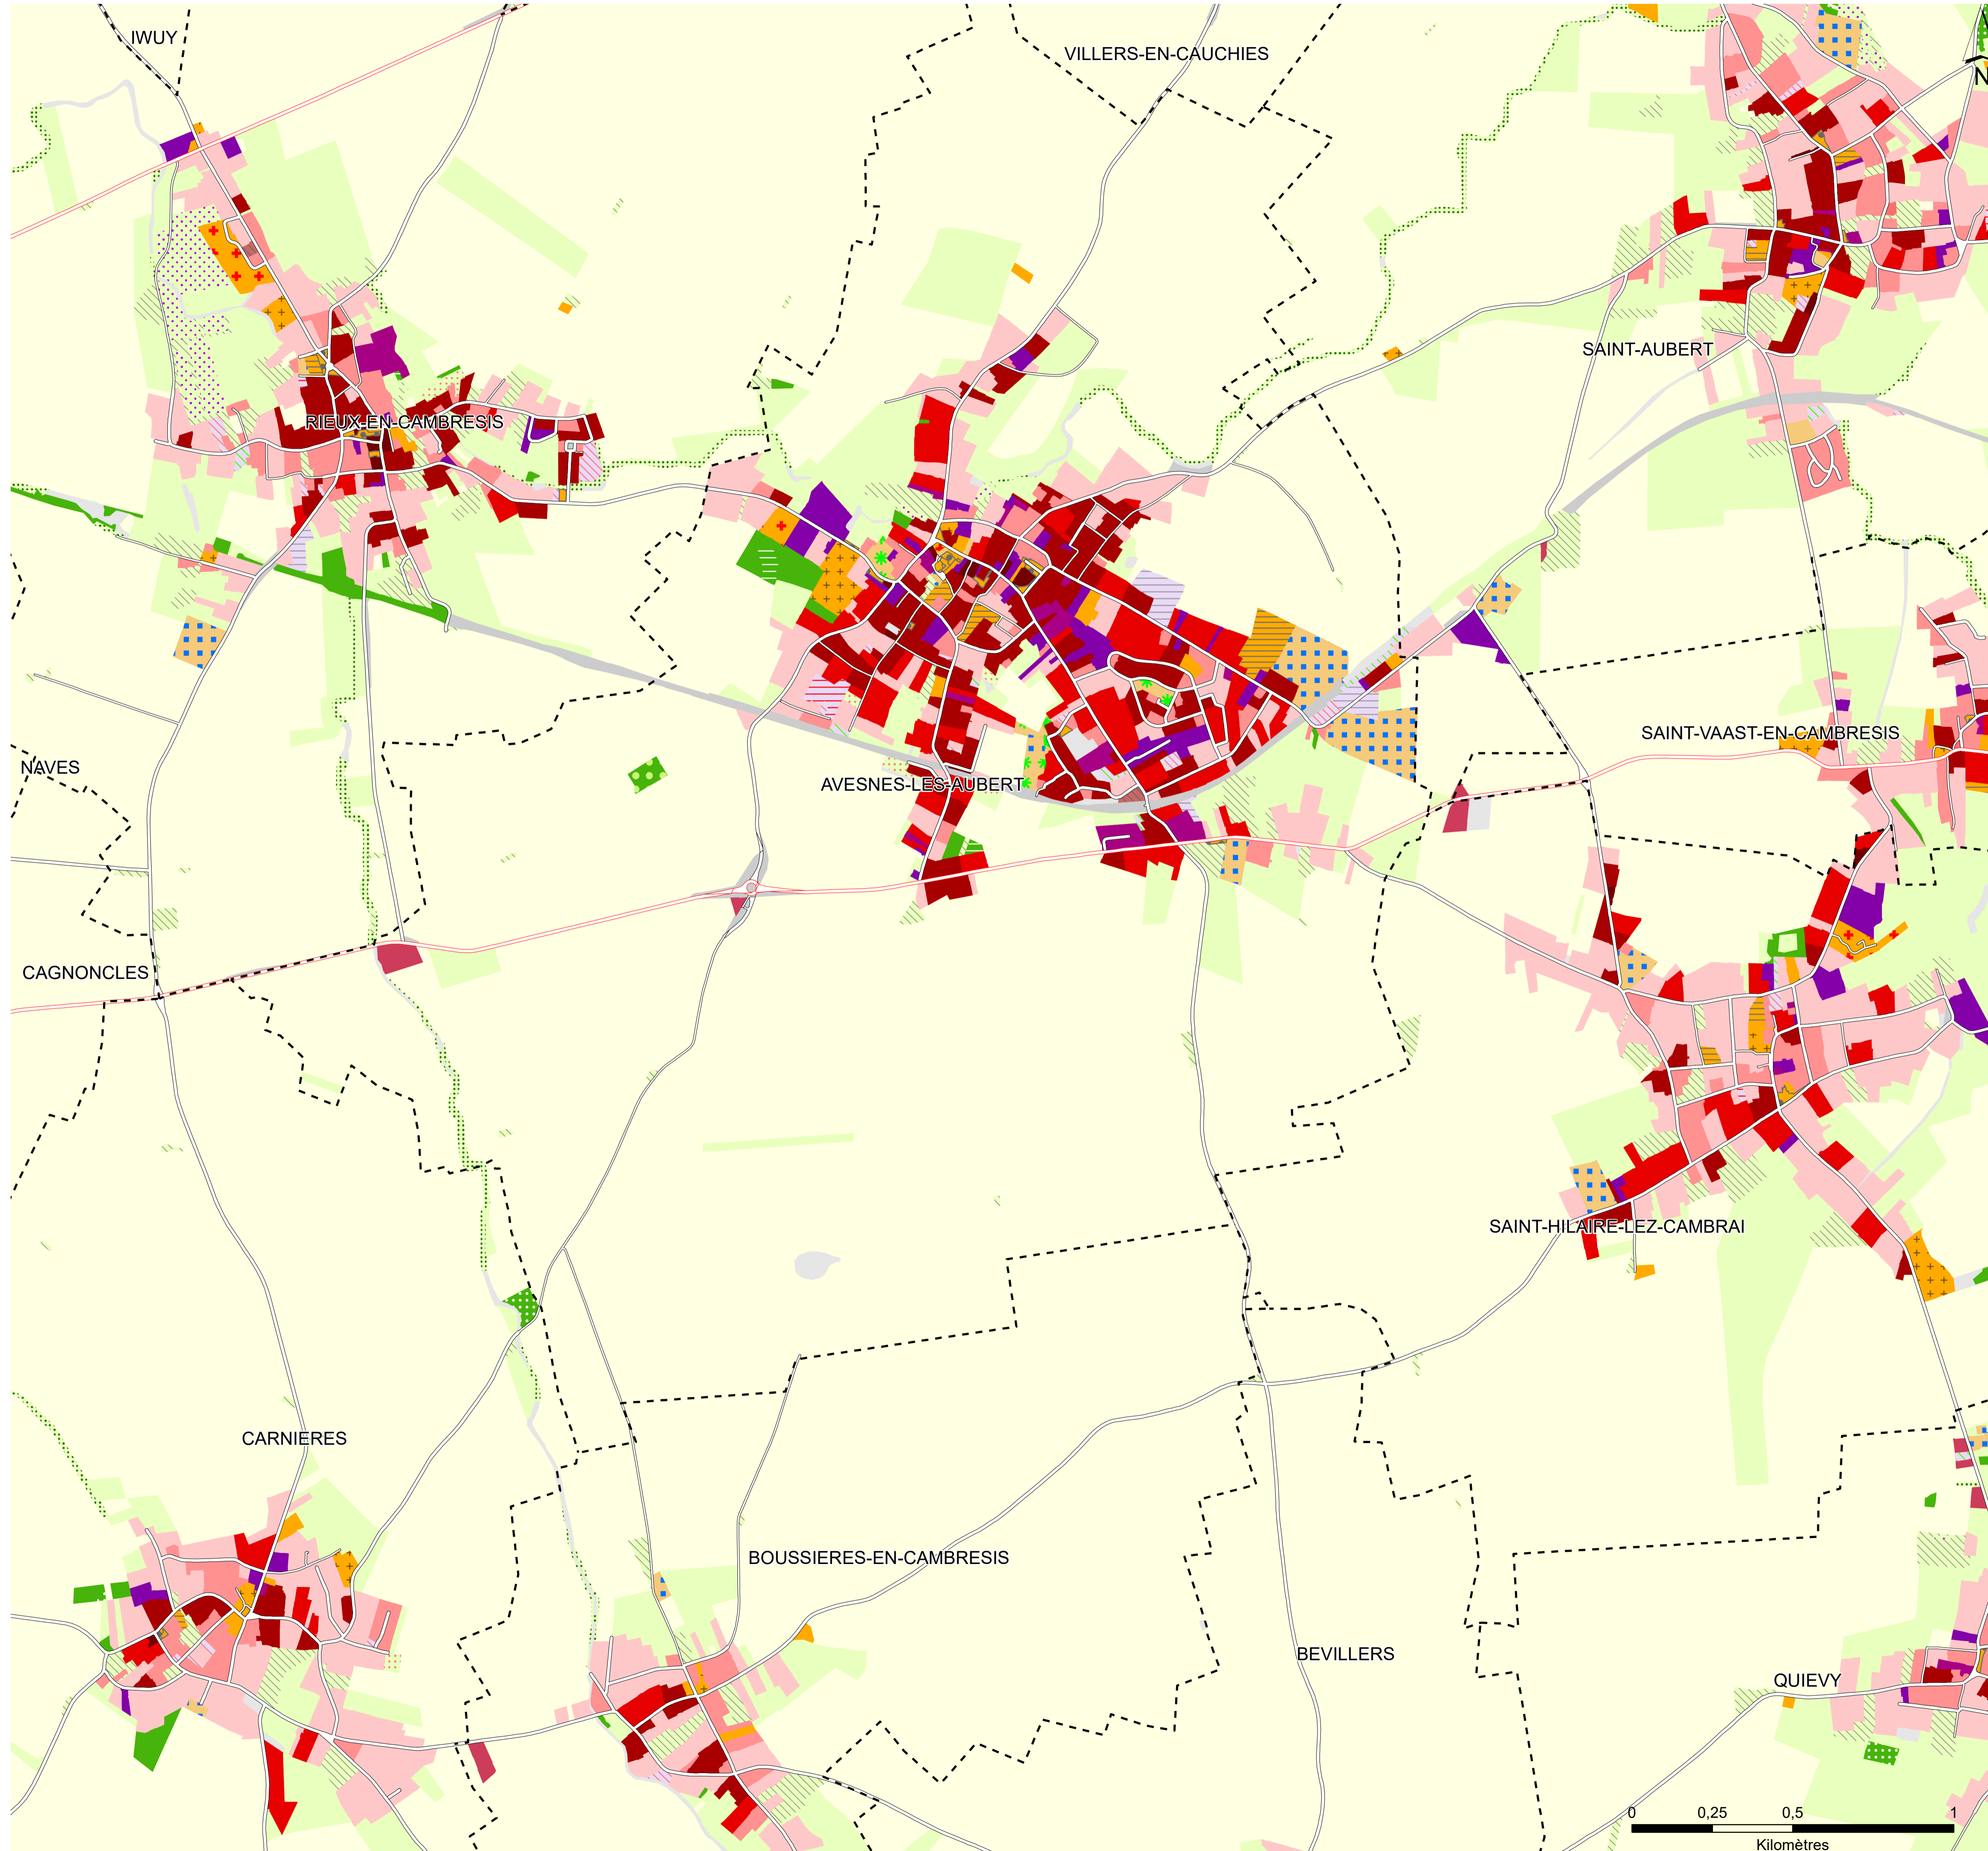 IWUY
VILLERS-EN-CAUCHIES
N
SAINT-AUBERT
RIEUX-EN-CAMBRESIS
SAINT-VAAST-EN-CAMBRESIS
NAVES
AVESNES-LES-AUBERT
CAGNONCLES
SAINT-HILAIRE-LEZ-CAMBRAI
CARNIERES
BOUSSIERES-EN-CAMBRESIS
BEVILLERS
QUIEVY
0 0,25 0,5 1
Kilomètres